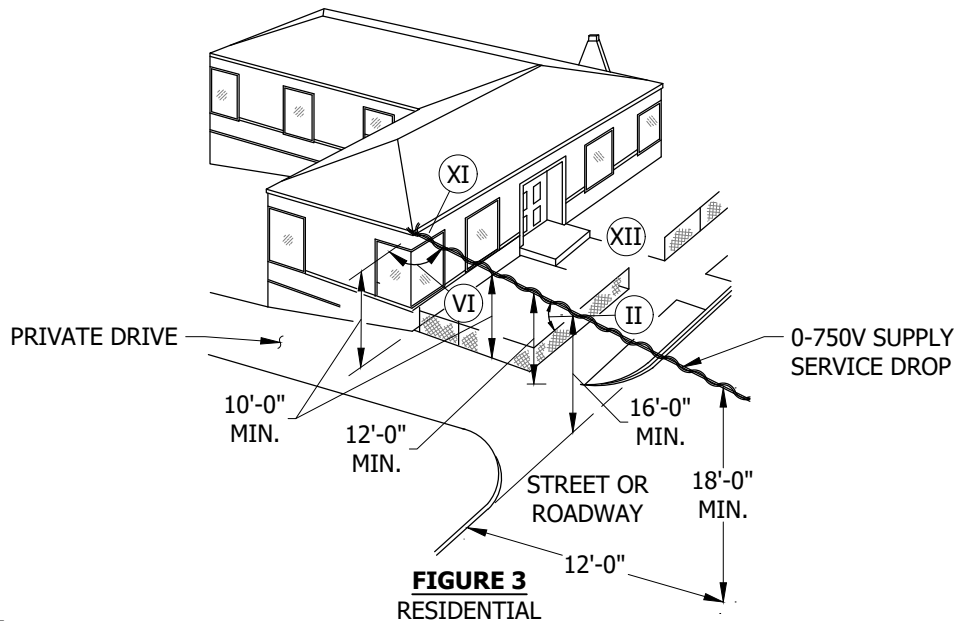 XI
XII
VI
II
PRIVATE DRIVE
0-750V SUPPLY
SERVICE DROP
10'-0"
MIN.
12'-0"
MIN.
16'-0"
MIN.
18'-0"
MIN.
STREET OR
ROADWAY
12'-0"
FIGURE 3
RESIDENTIAL